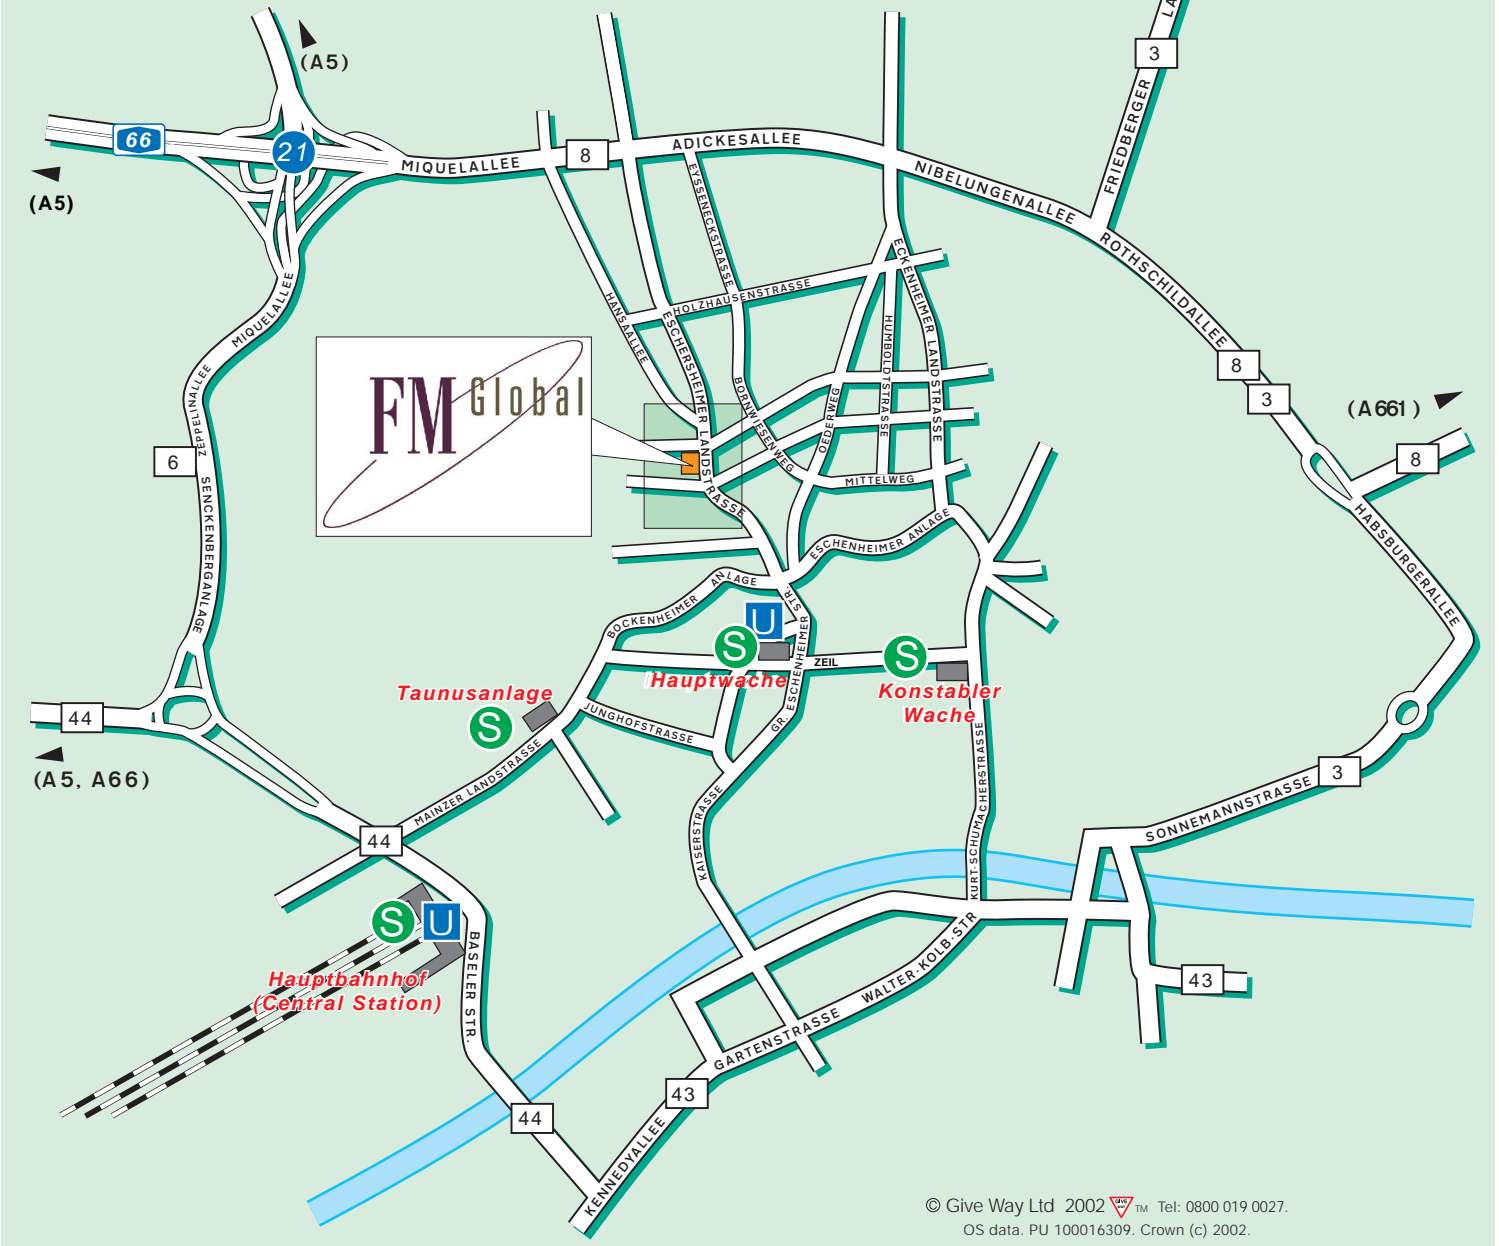 (A5)
66
21
(A5)
MIQUELALLEE
8
ADICKESALLEE
NIBELUNGENALLEE
3
FRIEDBERGER
LA
ROTHSCHILDALLEE
8
3
(A661)
8
HABSBURGERALLEE
EYSSENECKSTRASSE
HOLZHAUSENSTRASSE
HANSAALLEE
ESCHERSHEIMER LANDSTRASSE
ECKENHEIMER LANDSTRASSE
HUMBOLDTSTRASSE
OEDERWEG
BORNWIESENWEG
MITTELWEG
MIQUELALLEE
ZEPPELINALLEE
6
SENCKENBERGANLAGE
FM Global
ESCHENHEIMER ANLAGE
BOCKENHEIMER ANLAGE
GR. ESCHENHEIMER STR.
U
S
Hauptwache
ZEIL
S
Konstabler
Wache
Taunusanlage
S
JUNGHOFSTRASSE
MAINZER LANDSTRASSE
44
(A5, A66)
44
KAISERSTRASSE
KURT-SCHUMACHERSTRASSE
3
SONNEMANNSTRASSE
S
U
Hauptbahnhof
(Central Station)
BASELER STR.
WALTER-KOLB-STR
GARTENSTRASSE
43
43
44
KENNEDYALLEE
© Give Way Ltd 2002 GIVE WAY TM Tel: 0800 019 0027.
OS data. PU 100016309. Crown (c) 2002.